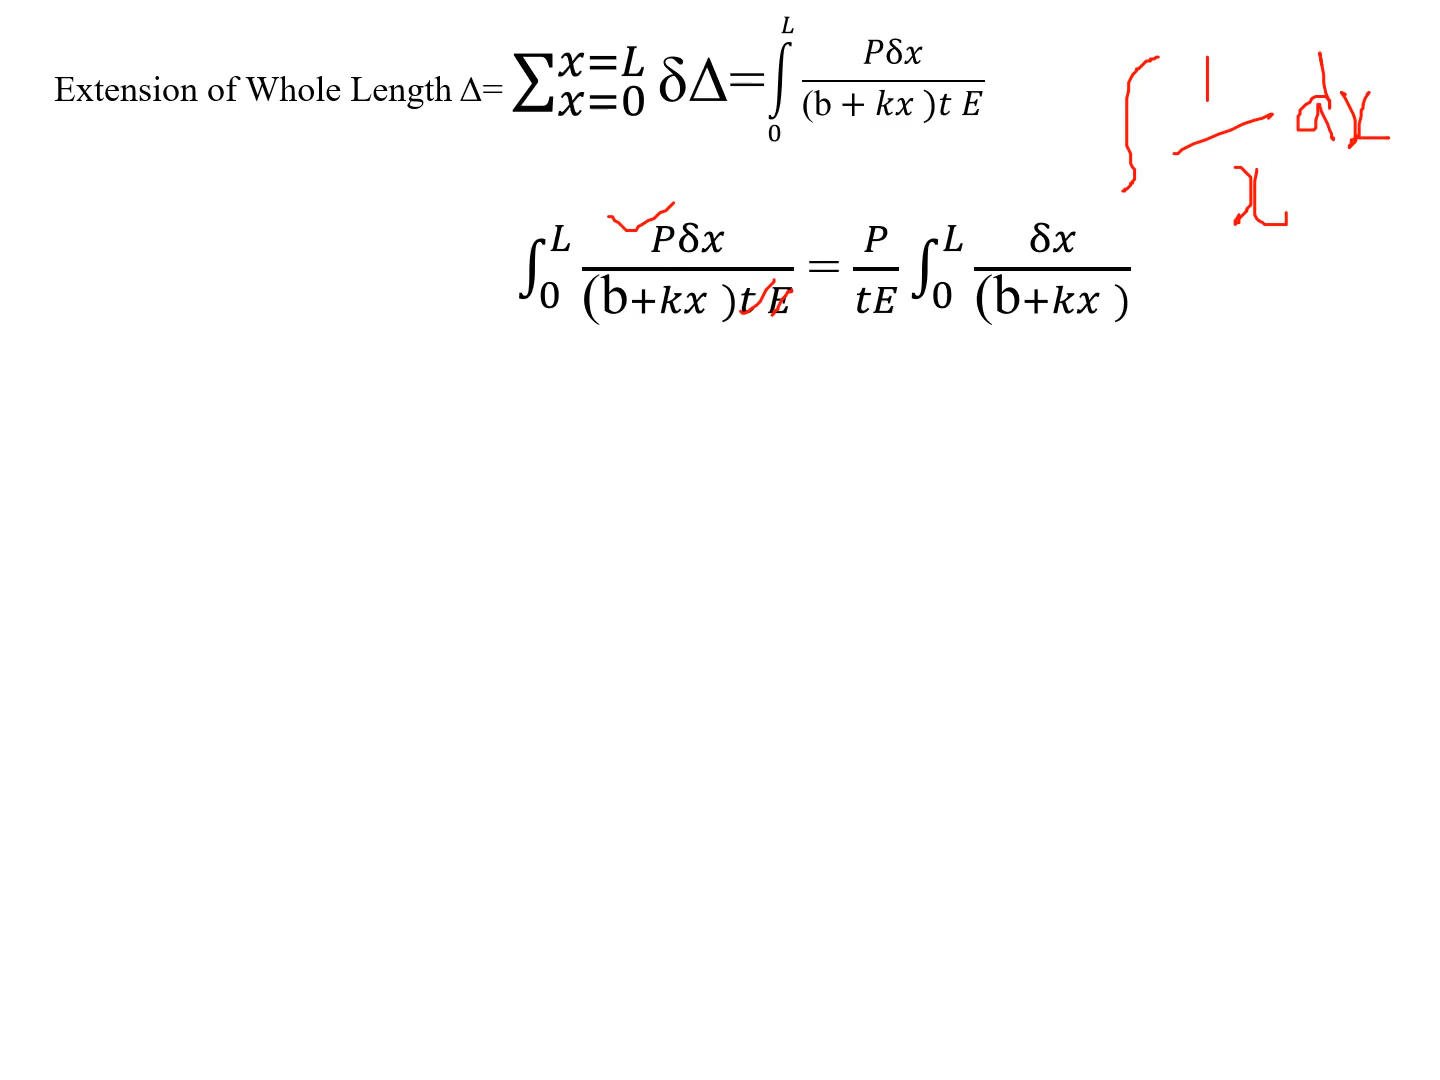 Extension of Whole Length Δ= ∑_{x=0}^{x=L} δΔ = ∫_0^L Pδx / (b + kx )t E
∫ 1/x dx
∫_0^L Pδx / (b+kx )t E = P/tE ∫_0^L δx / (b+kx )